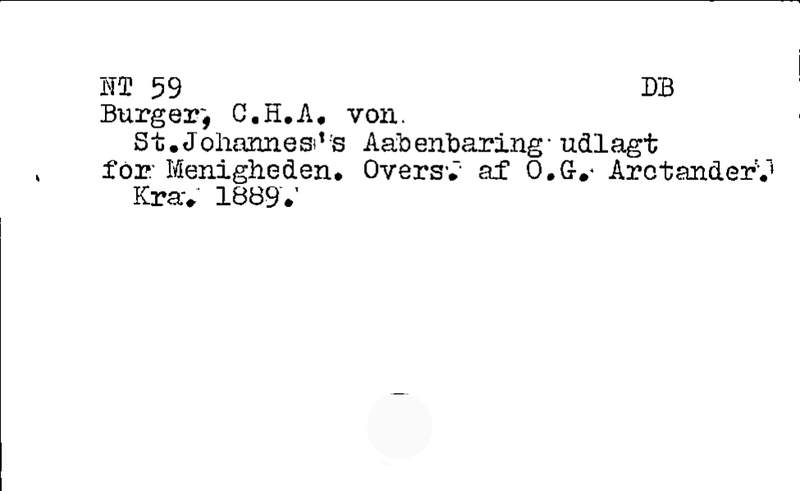 NT 59 DB
Burger, C.H.A. von.
St.Johannes's Aabenbaring udlagt
for Menigheden. Overs. af O.G. Arctander.
Kra. 1889.